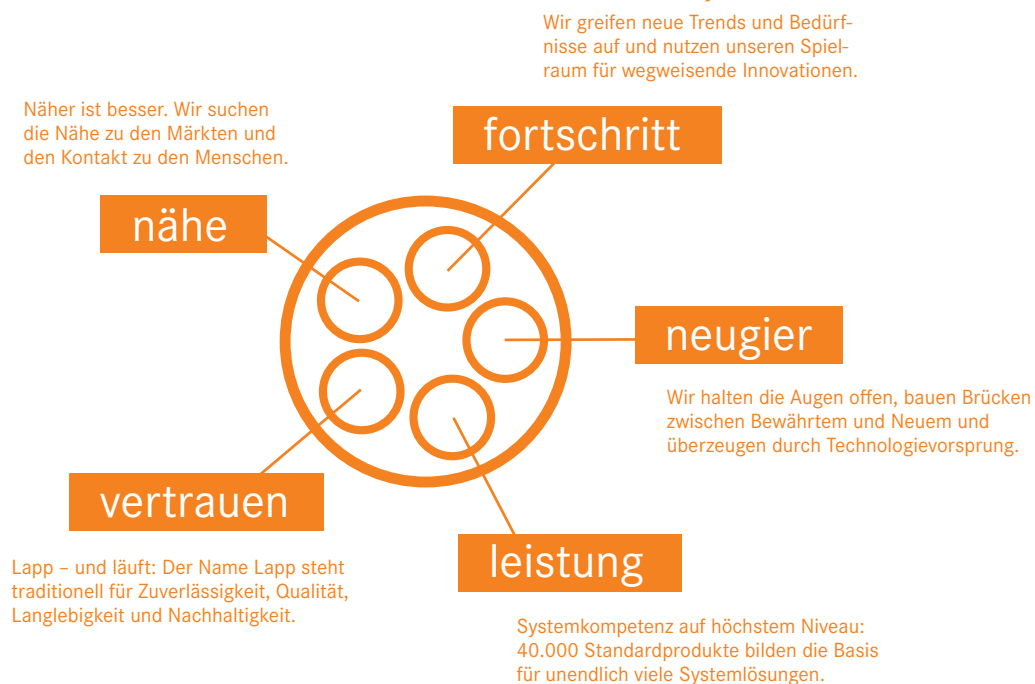 Wir greifen neue Trends und Bedürf-
nisse auf und nutzen unseren Spiel-
raum für wegweisende Innovationen.
fortschritt
Näher ist besser. Wir suchen
die Nähe zu den Märkten und
den Kontakt zu den Menschen.
nähe
neugier
Wir halten die Augen offen, bauen Brücken
zwischen Bewährtem und Neuem und
überzeugen durch Technologievorsprung.
vertrauen
Lapp – und läuft: Der Name Lapp steht
traditionell für Zuverlässigkeit, Qualität,
Langlebigkeit und Nachhaltigkeit.
leistung
Systemkompetenz auf höchstem Niveau:
40.000 Standardprodukte bilden die Basis
für unendlich viele Systemlösungen.